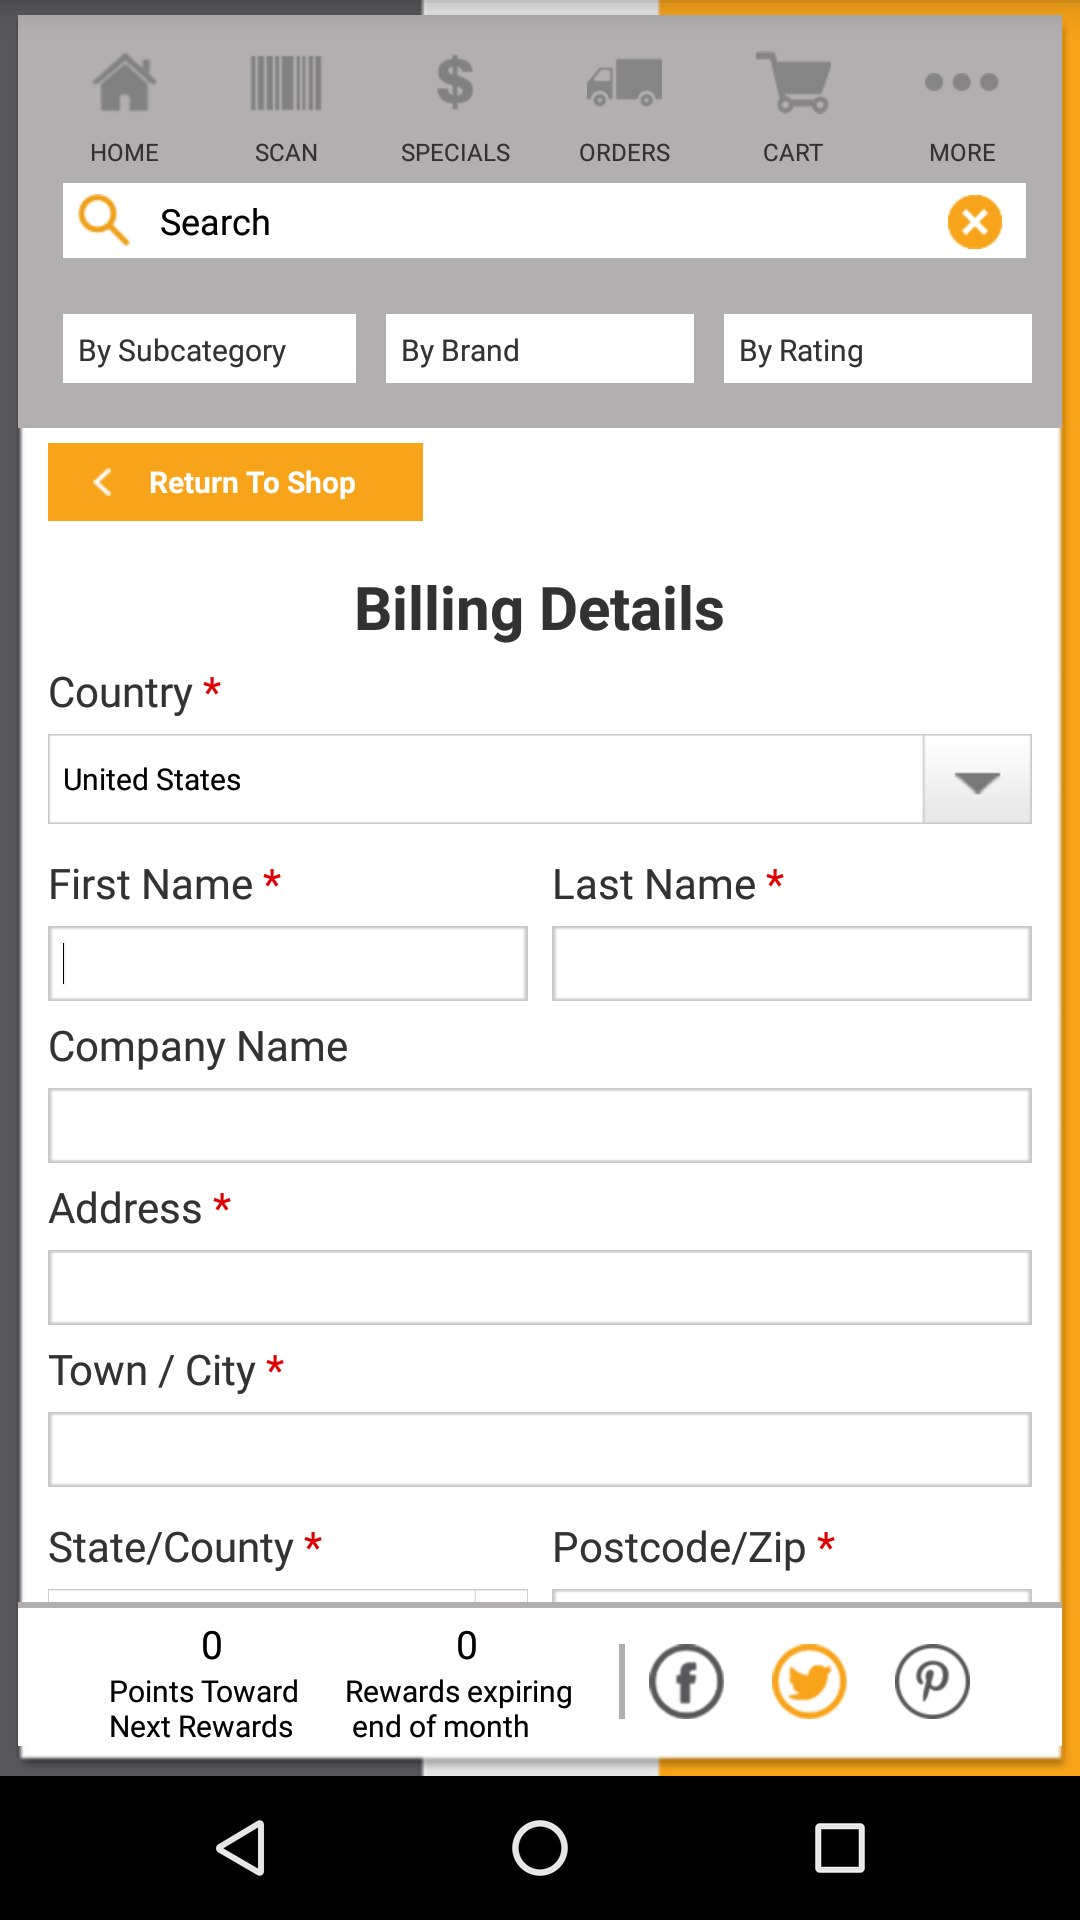 HOME SCAN SPECIALS ORDERS CART MORE
Search
By Subcategory By Brand By Rating
Return To Shop
Billing Details
Country *
United States
First Name * Last Name *
Company Name
Address *
Town / City *
State/County * Postcode/Zip *
0 0
Points Toward Rewards expiring
Next Rewards end of month